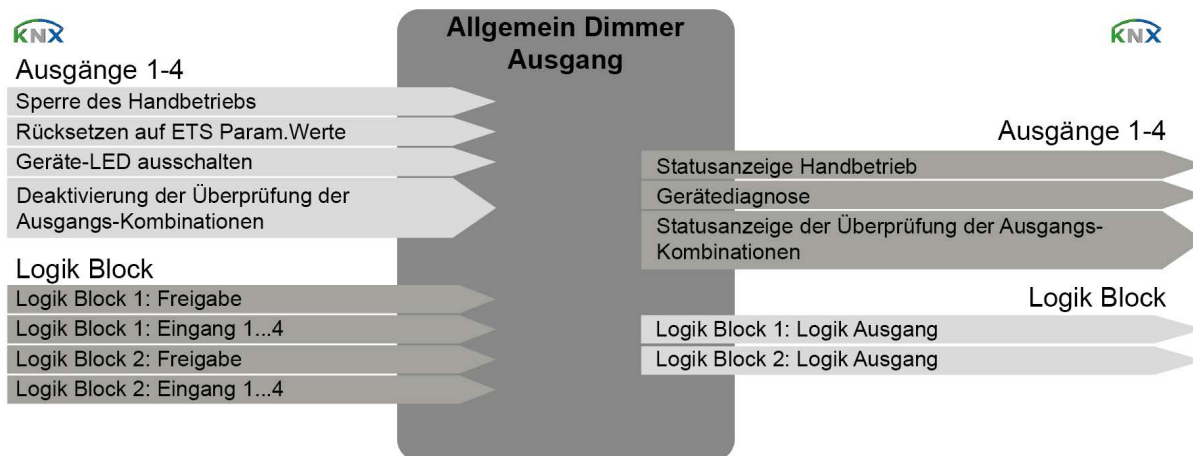 KNX
Allgemein Dimmer
Ausgang
KNX
Ausgänge 1-4
Sperre des Handbetriebs
Rücksetzen auf ETS Param.Werte
Geräte-LED ausschalten
Deaktivierung der Überprüfung der
Ausgangs-Kombinationen
Logik Block
Logik Block 1: Freigabe
Logik Block 1: Eingang 1...4
Logik Block 2: Freigabe
Logik Block 2: Eingang 1...4
Ausgänge 1-4
Statusanzeige Handbetrieb
Gerätediagnose
Statusanzeige der Überprüfung der Ausgangs-
Kombinationen
Logik Block
Logik Block 1: Logik Ausgang
Logik Block 2: Logik Ausgang